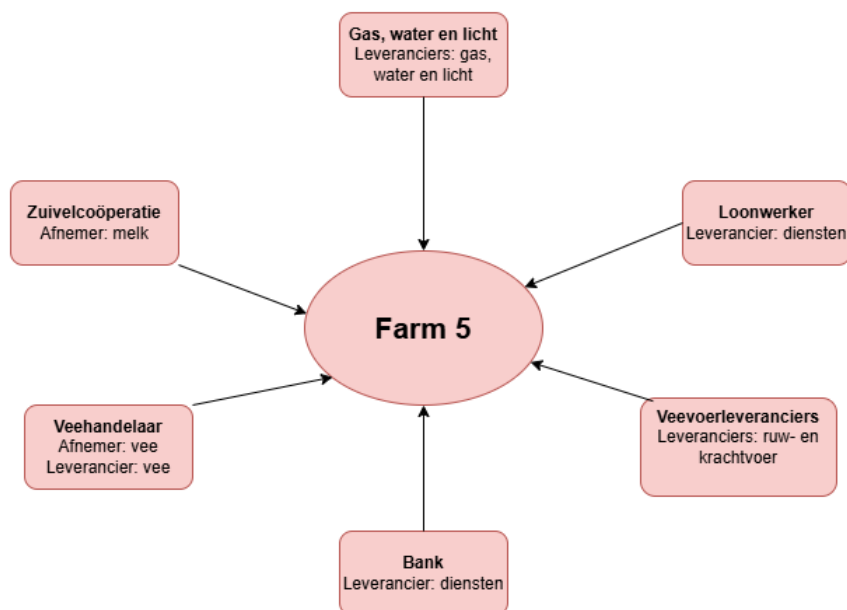 Gas, water en licht
Leveranciers: gas,
water en licht
Zuivelcoöperatie
Afnemer: melk
Loonwerker
Leverancier: diensten
Farm 5
Veehandelaar
Afnemer: vee
Leverancier: vee
Veevoerleveranciers
Leveranciers: ruw- en
krachtvoer
Bank
Leverancier: diensten